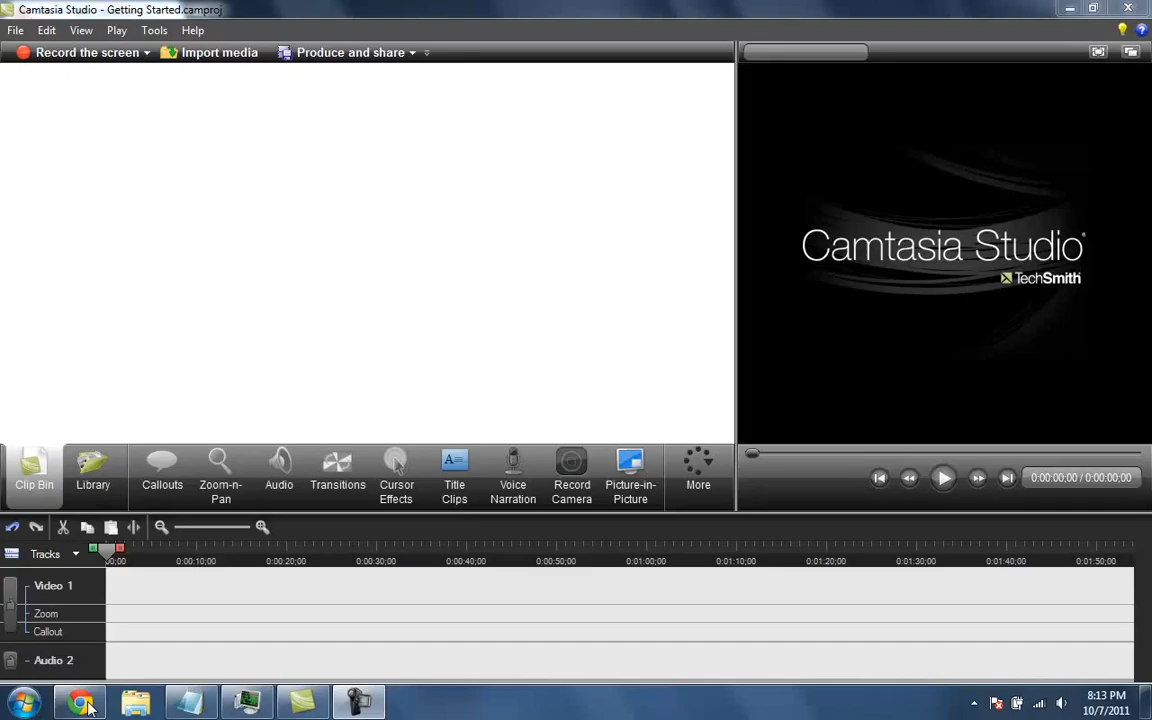 Camtasia Studio - Getting Started.camproj
File Edit View Play Tools Help
Record the screen Import media Produce and share
Camtasia Studio®
TechSmith
Clip Bin Library Callouts Zoom-n-Pan Audio Transitions Cursor Effects Title Clips Voice Narration Record Camera Picture-in-Picture More
0:00:00;00 / 0:00:00;00
Tracks
00;00 0:00:10;00 0:00:20;00 0:00:30;00 0:00:40;00 0:00:50;00 0:01:00;00 0:01:10;00 0:01:20;00 0:01:30;00 0:01:40;00 0:01:50;00
Video 1
Zoom
Callout
Audio 2
8:13 PM
10/7/2011